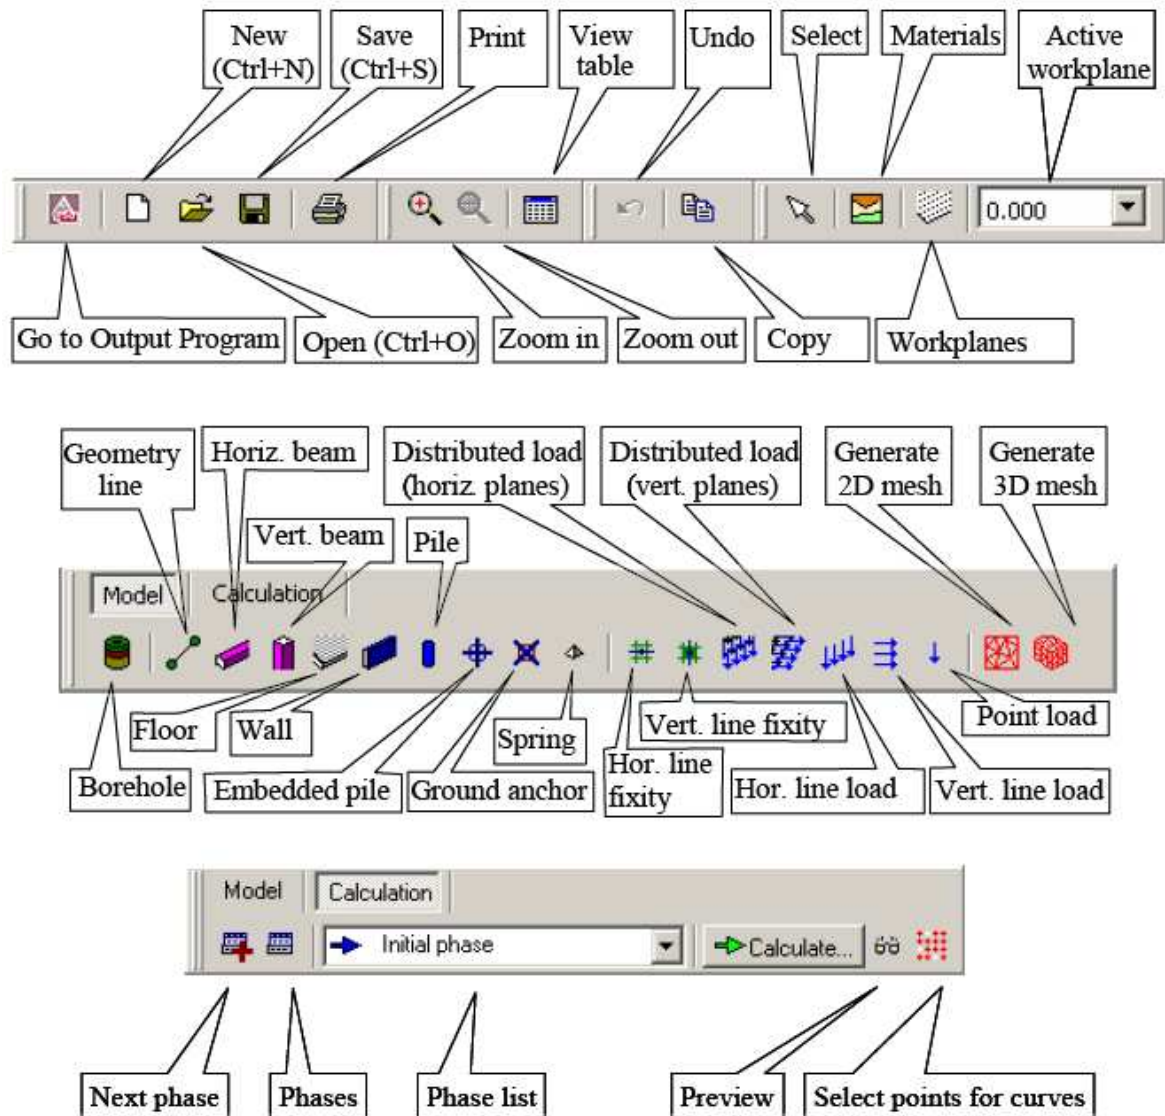 New
(Ctrl+N)
Save
(Ctrl+S)
Print
View
table
Undo
Select
Materials
Active
workplane
0.000
Go to Output Program
Open (Ctrl+O)
Zoom in
Zoom out
Copy
Workplanes
Geometry
line
Horiz. beam
Vert. beam
Pile
Distributed load
(horiz. planes)
Distributed load
(vert. planes)
Generate
2D mesh
Generate
3D mesh
Model
Calculation
Floor
Wall
Spring
Vert. line fixity
Point load
Borehole
Embedded pile
Ground anchor
Hor. line
fixity
Hor. line load
Vert. line load
Model
Calculation
Initial phase
Calculate...
Next phase
Phases
Phase list
Preview
Select points for curves